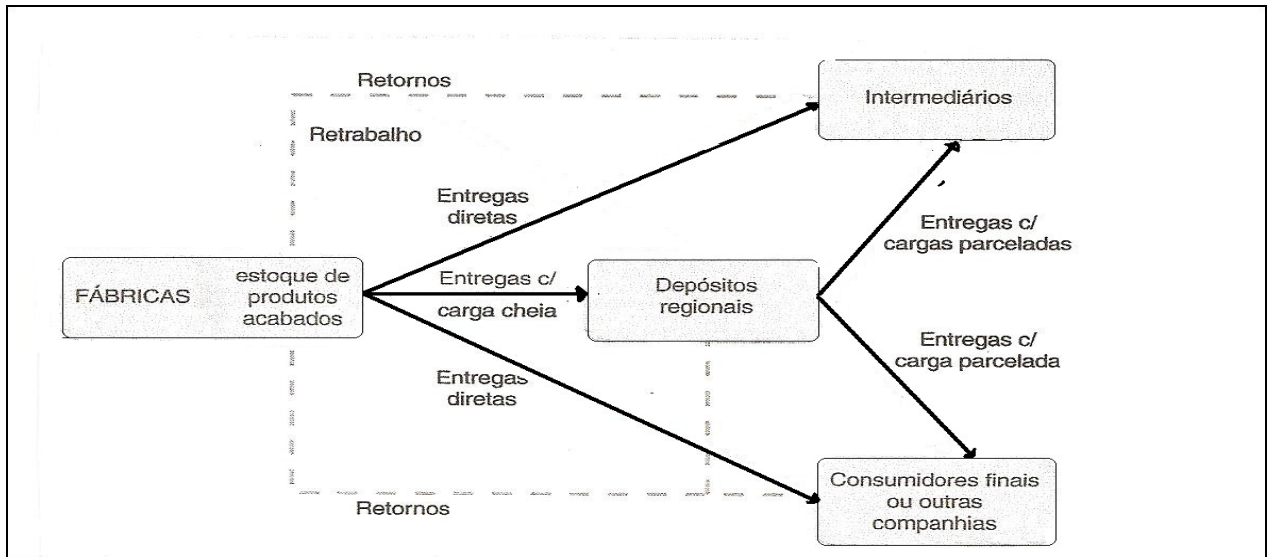 Retornos
Intermediários
Retrabalho
Entregas
diretas
Entregas c/
cargas parceladas
FÁBRICAS
estoque de
produtos
acabados
Entregas c/
carga cheia
Depósitos
regionais
Entregas c/
carga parcelada
Entregas
diretas
Consumidores finais
ou outras
companhias
Retornos